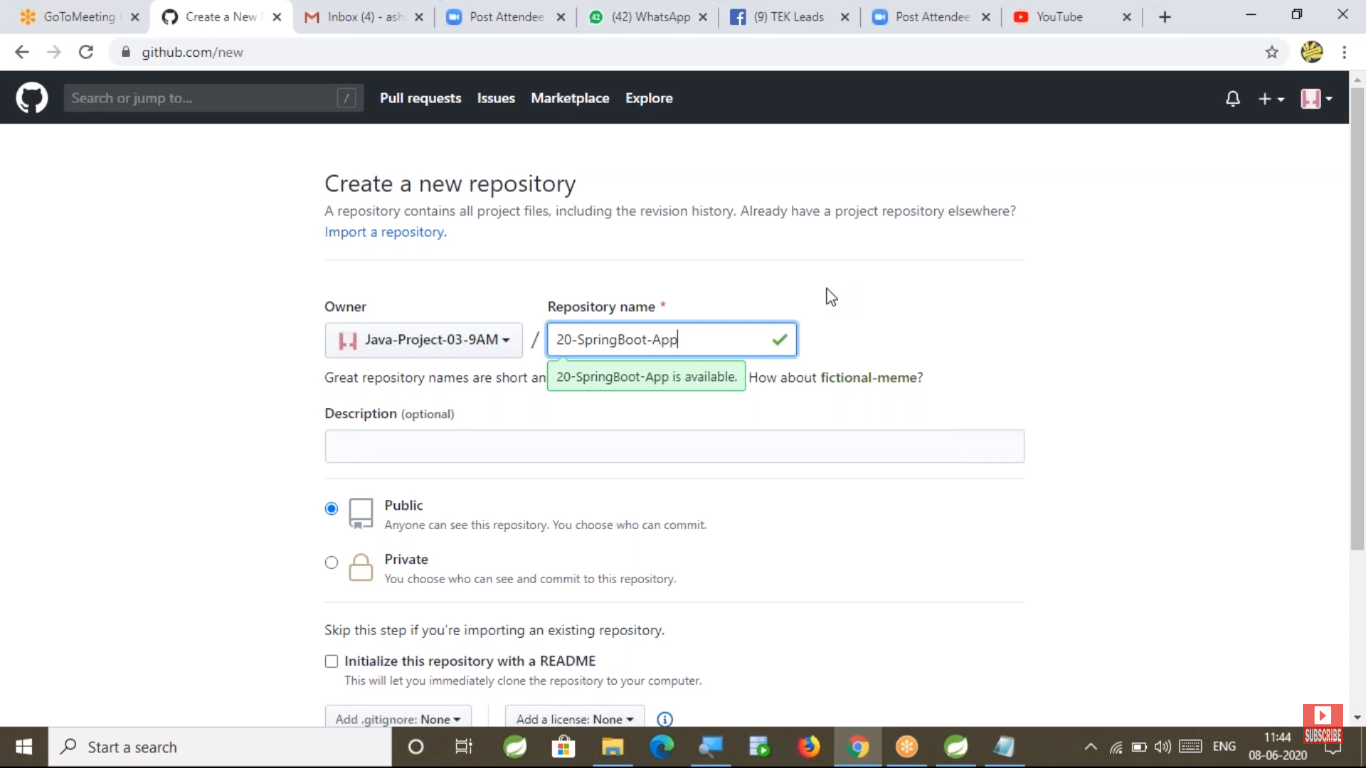 GoToMeeting
Create a New
Inbox (4) - ash
Post Attendee
42
(42) WhatsApp
(9) TEK Leads
Post Attendee
YouTube
github.com/new
Search or jump to...
/
Pull requests
Issues
Marketplace
Explore
Create a new repository
A repository contains all project files, including the revision history. Already have a project repository elsewhere?
Import a repository.
Owner
Repository name *
Java-Project-03-9AM
/
20-SpringBoot-App
Great repository names are short an
20-SpringBoot-App is available.
How about fictional-meme?
Description (optional)
Public
Anyone can see this repository. You choose who can commit.
Private
You choose who can see and commit to this repository.
Skip this step if you're importing an existing repository.
Initialize this repository with a README
This will let you immediately clone the repository to your computer.
Add .gitignore: None
Add a license: None
SUBSCRIBE
Start a search
ENG
11:44
08-06-2020